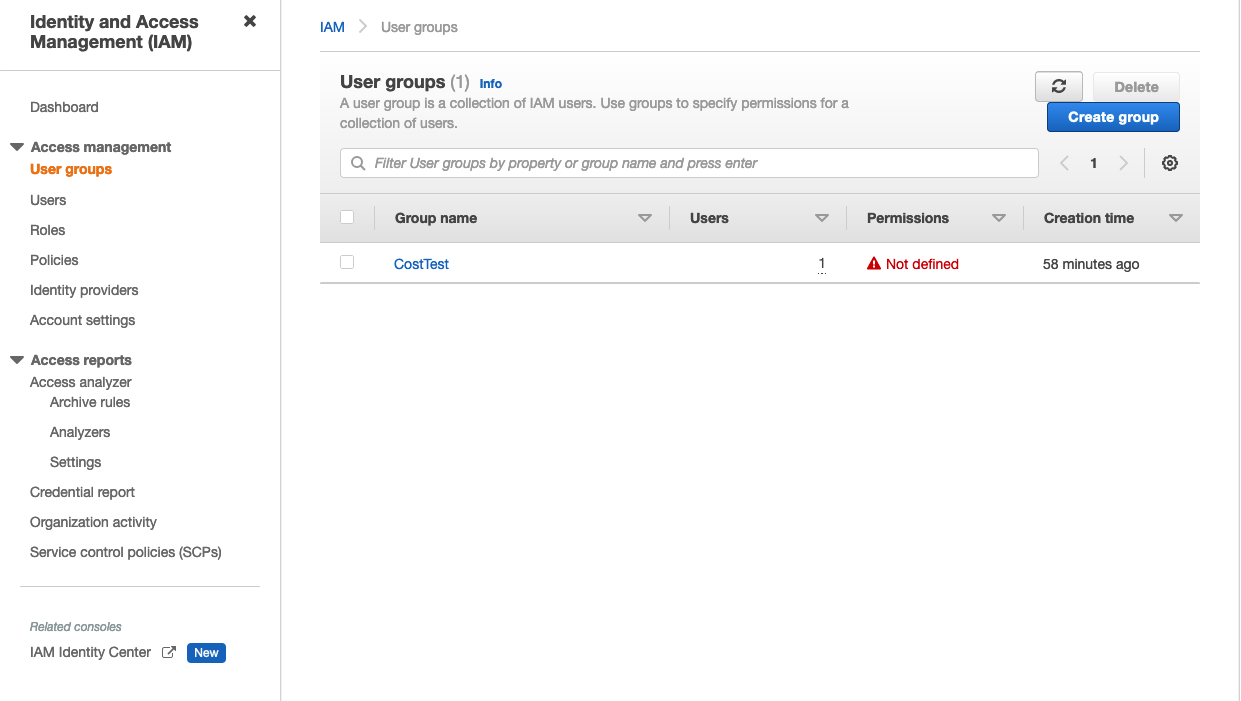 Identity and Access
Management (IAM)
Dashboard
Access management
User groups
Users
Roles
Policies
Identity providers
Account settings
Access reports
Access analyzer
Archive rules
Analyzers
Settings
Credential report
Organization activity
Service control policies (SCPs)
Related consoles
IAM Identity Center New
IAM User groups
User groups (1) Info
A user group is a collection of IAM users. Use groups to specify permissions for a
collection of users.
Delete
Create group
Filter User groups by property or group name and press enter
1
Group name Users Permissions Creation time
CostTest 1 Not defined 58 minutes ago